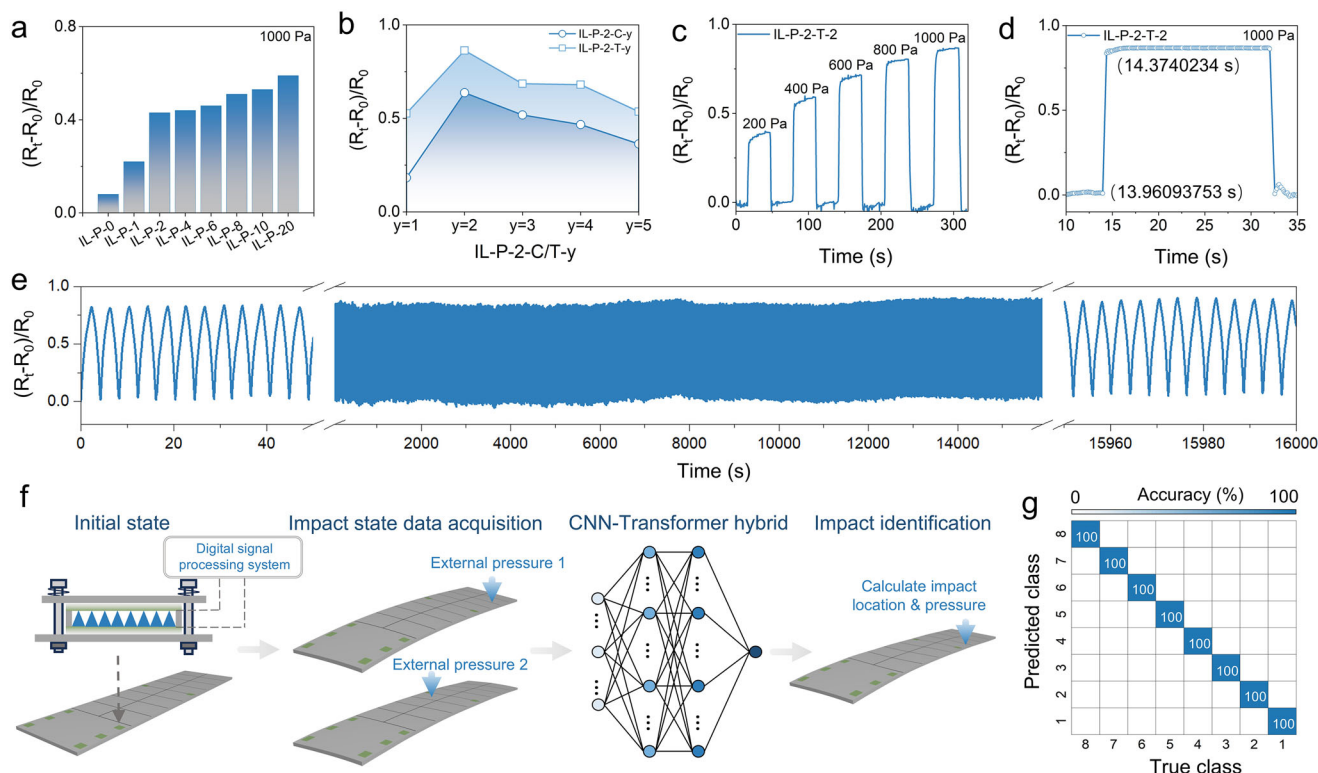 a
(Rt-R0)/R0
0.8
0.4
0.0
1000 Pa
IL-P-0
IL-P-1
IL-P-2
IL-P-4
IL-P-6
IL-P-8
IL-P-10
IL-P-20
b
(Rt-R0)/R0
1.0
0.5
0.0
IL-P-2-C-y
IL-P-2-T-y
y=1
y=2
y=3
y=4
y=5
IL-P-2-C/T-y
c
(Rt-R0)/R0
1.0
0.5
0.0
IL-P-2-T-2
200 Pa
400 Pa
600 Pa
800 Pa
1000 Pa
0
100
200
300
Time (s)
d
(Rt-R0)/R0
1.0
0.5
0.0
IL-P-2-T-2
1000 Pa
(14.3740234 s)
(13.96093753 s)
10
15
20
25
30
35
Time (s)
e
(Rt-R0)/R0
1.0
0.5
0.0
0
20
40
2000
4000
6000
8000
10000
12000
14000
15960
15980
16000
Time (s)
f
Initial state
Digital signal
processing system
Impact state data acquisition
External pressure 1
External pressure 2
CNN-Transformer hybrid
Impact identification
Calculate impact
location & pressure
g
0
Accuracy (%)
100
Predicted class
8
7
6
5
4
3
2
1
100
100
100
100
100
100
100
100
8
7
6
5
4
3
2
1
True class